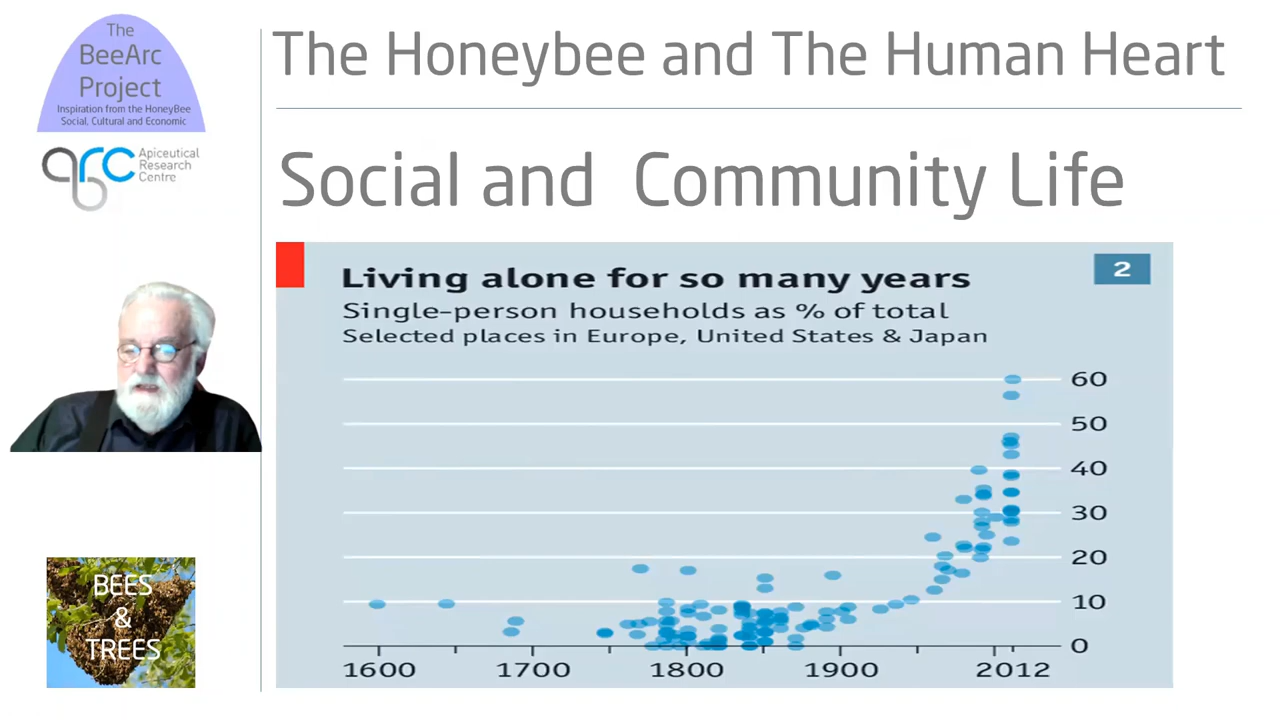 The
BeeArc
Project
Inspiration from the HoneyBee
Social, Cultural and Economic
arc
Apiceutical
Research
Centre
The Honeybee and The Human Heart
Social and Community Life
Living alone for so many years
2
Single-person households as % of total
Selected places in Europe, United States & Japan
60
50
40
30
20
10
0
1600 1700 1800 1900 2012
BEES
&
TREES